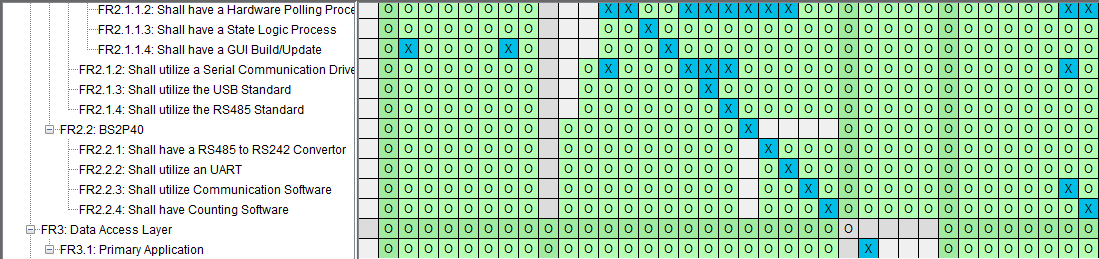 FR2.1.1.2: Shall have a Hardware Polling Proce O O O O O O O O X X O O X X X X X X O O O O O O O O O O O O O X X
FR2.1.1.3: Shall have a State Logic Process O O O O O O O O O O X O O O O O O O O O O O O O O O O O O O O O O
FR2.1.1.4: Shall have a GUI Build/Update O X O O O O X O O O O X O O O O O O O O O O O O O O O O O O O O O
FR2.1.2: Shall utilize a Serial Communication Drive O O O O O O O O O X O O O X X X O O O O O O O O O O O O O O O O X O
FR2.1.3: Shall utilize the USB Standard O O O O O O O O O O O O O O X O O O O O O O O O O O O O O O O O O O
FR2.1.4: Shall utilize the RS485 Standard O O O O O O O O O O O O O O O X O O O O O O O O O O O O O O O O O O
FR2.2: BS2P40 O O O O O O O O O O O O O O O O O X O O O O O O O O O O O O O
FR2.2.1: Shall have a RS485 to RS242 Convertor O O O O O O O O O O O O O O O O O X O O O O O O O O O O O O O O O O
FR2.2.2: Shall utilize an UART O O O O O O O O O O O O O O O O O O X O O O O O O O O O O O O O O O
FR2.2.3: Shall utilize Communication Software O O O O O O O O O O O O O O O O O O O X O O O O O O O O O O O O X O
FR2.2.4: Shall have Counting Software O O O O O O O O O O O O O O O O O O O O X O O O O O O O O O O O O X
FR3: Data Access Layer O O O O O O O O O O O O O O O O O O O O O O O O O O O O O O O O
FR3.1: Primary Application O O O O O O O O O O O O O O O O O O O O O O O X O O O O O O O O